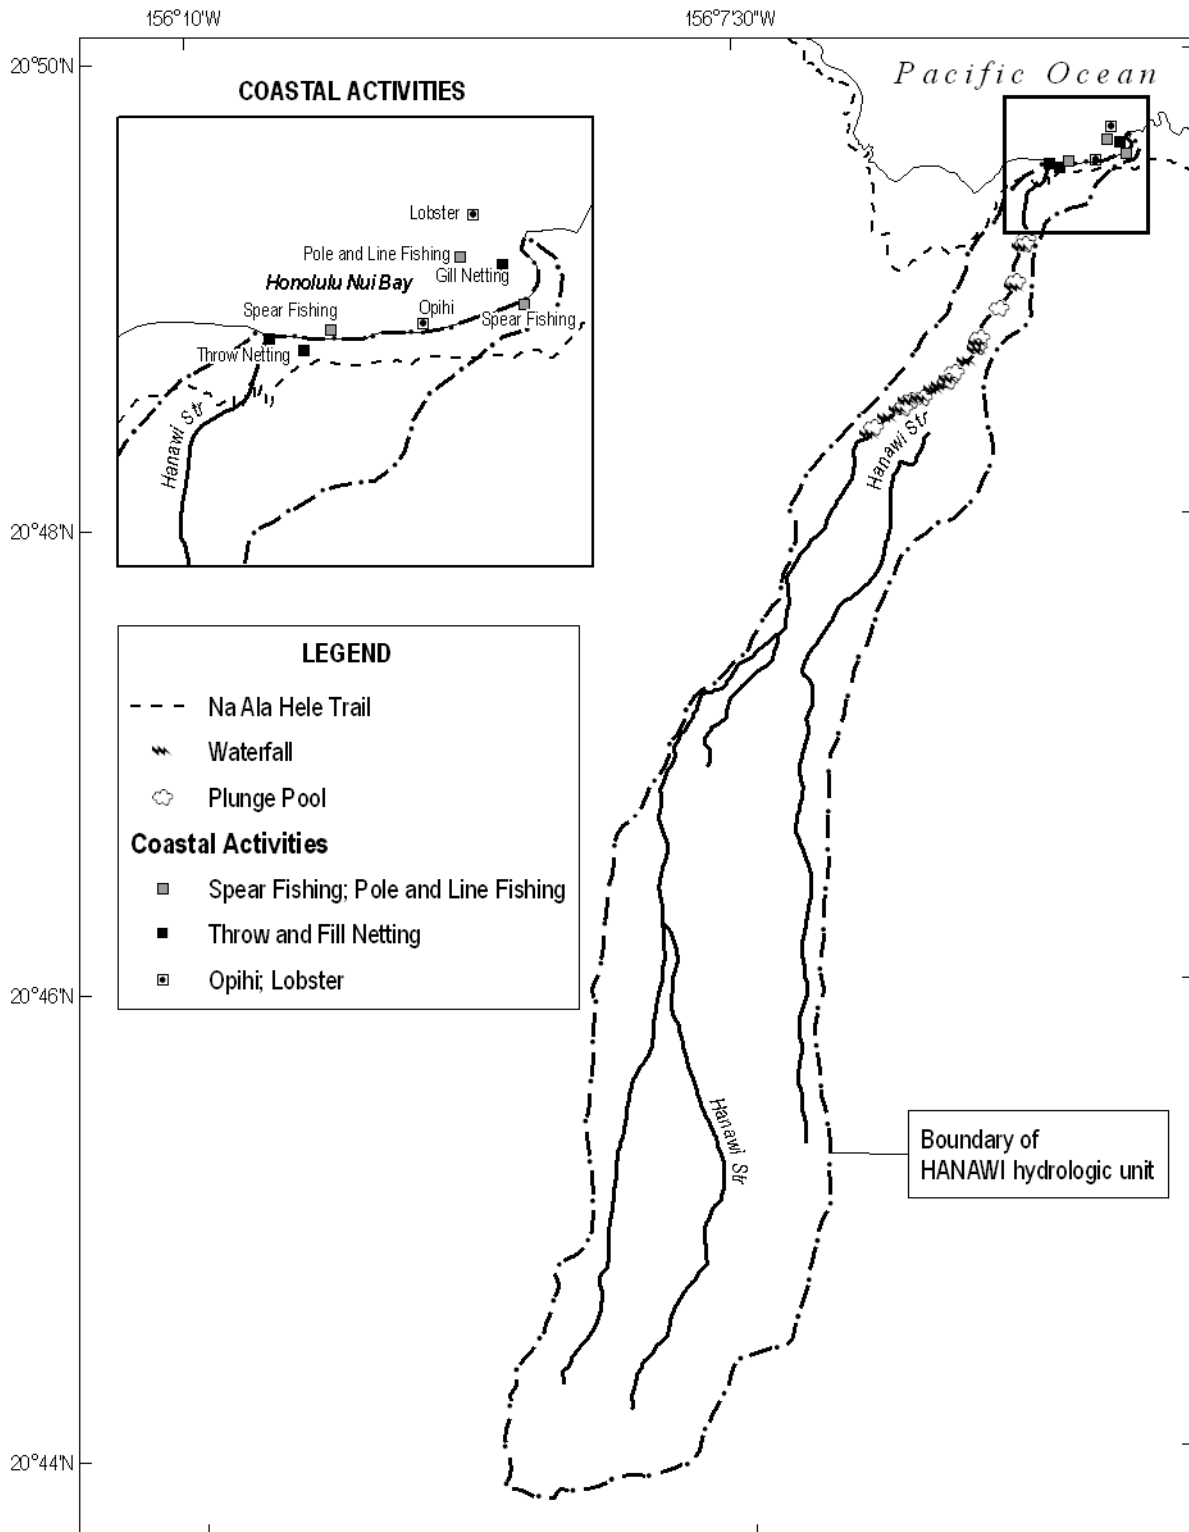 156°10'W
156°7'30"W
20°50'N
Pacific Ocean
COASTAL ACTIVITIES
Lobster
Pole and Line Fishing
Gill Netting
Honolulu Nui Bay
Spear Fishing
Opihi
Spear Fishing
Throw Netting
Hanawi Str
Hanawi Str
20°48'N
LEGEND
Na Ala Hele Trail
Waterfall
Plunge Pool
Coastal Activities
Spear Fishing; Pole and Line Fishing
Throw and Fill Netting
Opihi; Lobster
20°46'N
Hanawi Str
Boundary of
HANAWI hydrologic unit
20°44'N